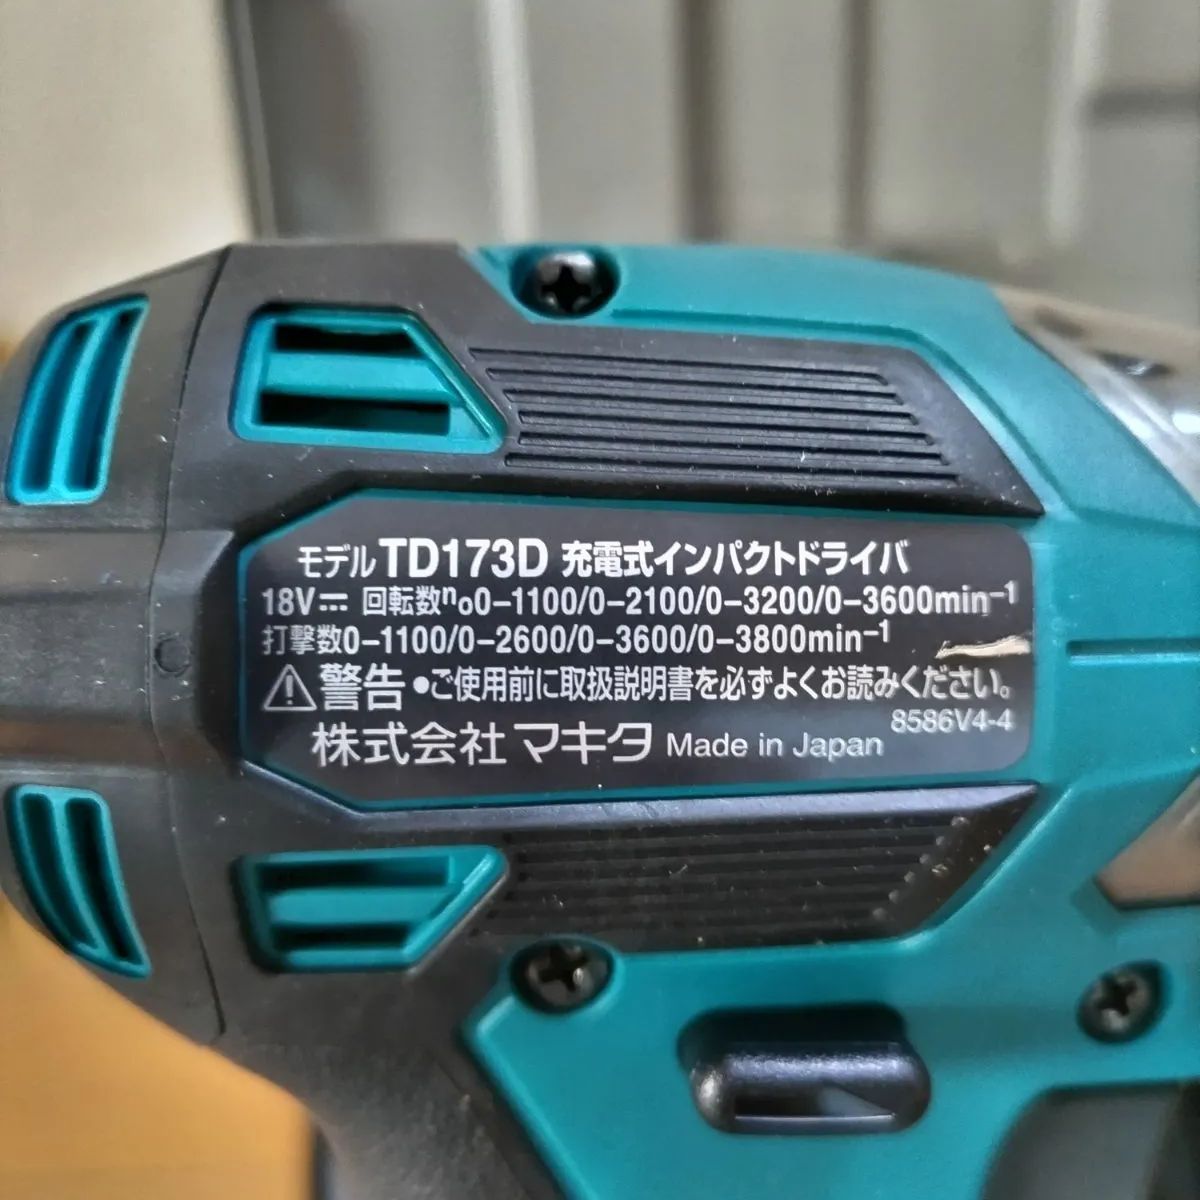 モデル TD173D 充電式インパクトドライバ
18V⎓ 回転数n₀0-1100/0-2100/0-3200/0-3600min⁻¹
打撃数0-1100/0-2600/0-3600/0-3800min⁻¹
⚠警告 ●ご使用前に取扱説明書を必ずよくお読みください。
8586V4-4
株式会社マキタ Made in Japan